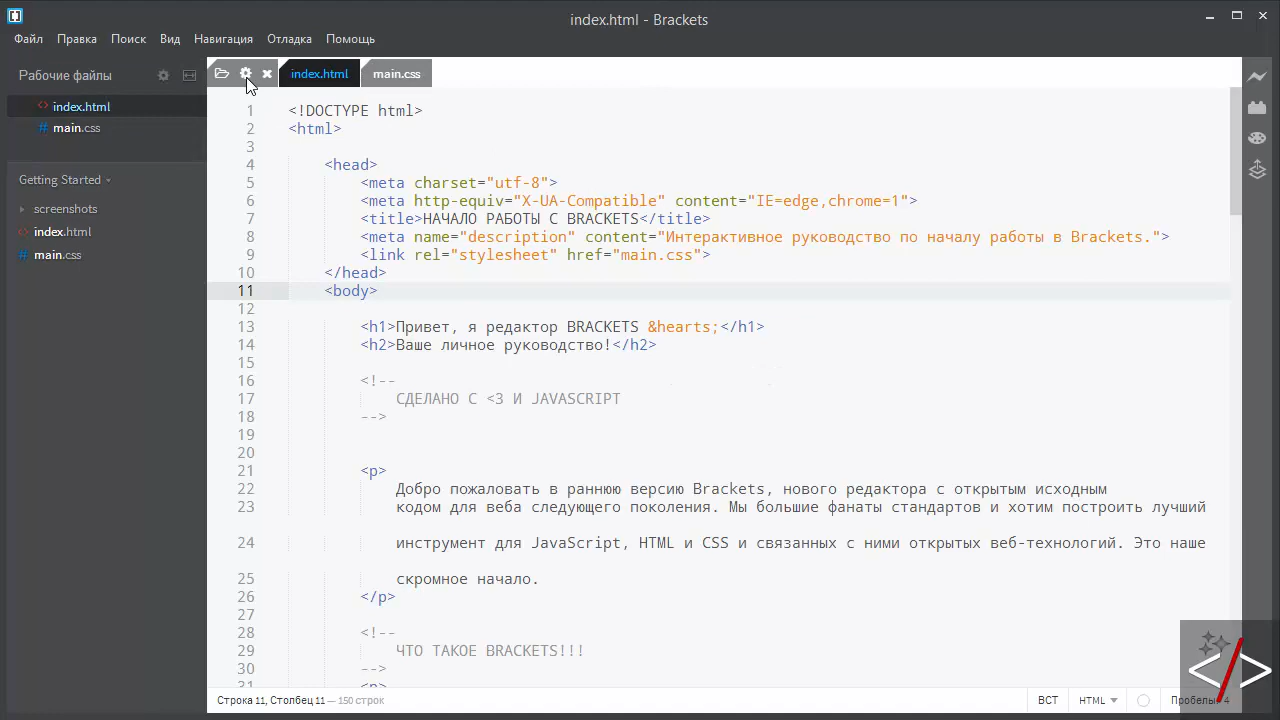 index.html - Brackets
Файл Правка Поиск Вид Навигация Отладка Помощь
Рабочие файлы
index.html
main.css
Getting Started
screenshots
index.html
main.css
index.html main.css
1 <!DOCTYPE html>
2 <html>
3
4 <head>
5 <meta charset="utf-8">
6 <meta http-equiv="X-UA-Compatible" content="IE=edge,chrome=1">
7 <title>НАЧАЛО РАБОТЫ С BRACKETS</title>
8 <meta name="description" content="Интерактивное руководство по началу работы в Brackets.">
9 <link rel="stylesheet" href="main.css">
10 </head>
11 <body>
12
13 <h1>Привет, я редактор BRACKETS &hearts;</h1>
14 <h2>Ваше личное руководство!</h2>
15
16 <!--
17 СДЕЛАНО С <3 И JAVASCRIPT
18 -->
19
20
21 <p>
22 Добро пожаловать в раннюю версию Brackets, нового редактора с открытым исходным
23 кодом для веба следующего поколения. Мы большие фанаты стандартов и хотим построить лучший
24 инструмент для JavaScript, HTML и CSS и связанных с ними открытых веб-технологий. Это наше
25 скромное начало.
26 </p>
27
28 <!--
29 ЧТО ТАКОЕ BRACKETS!!!
30 -->
31 <p>
Строка 11, Столбец 11 — 150 строк ВСТ HTML Пробелы: 4